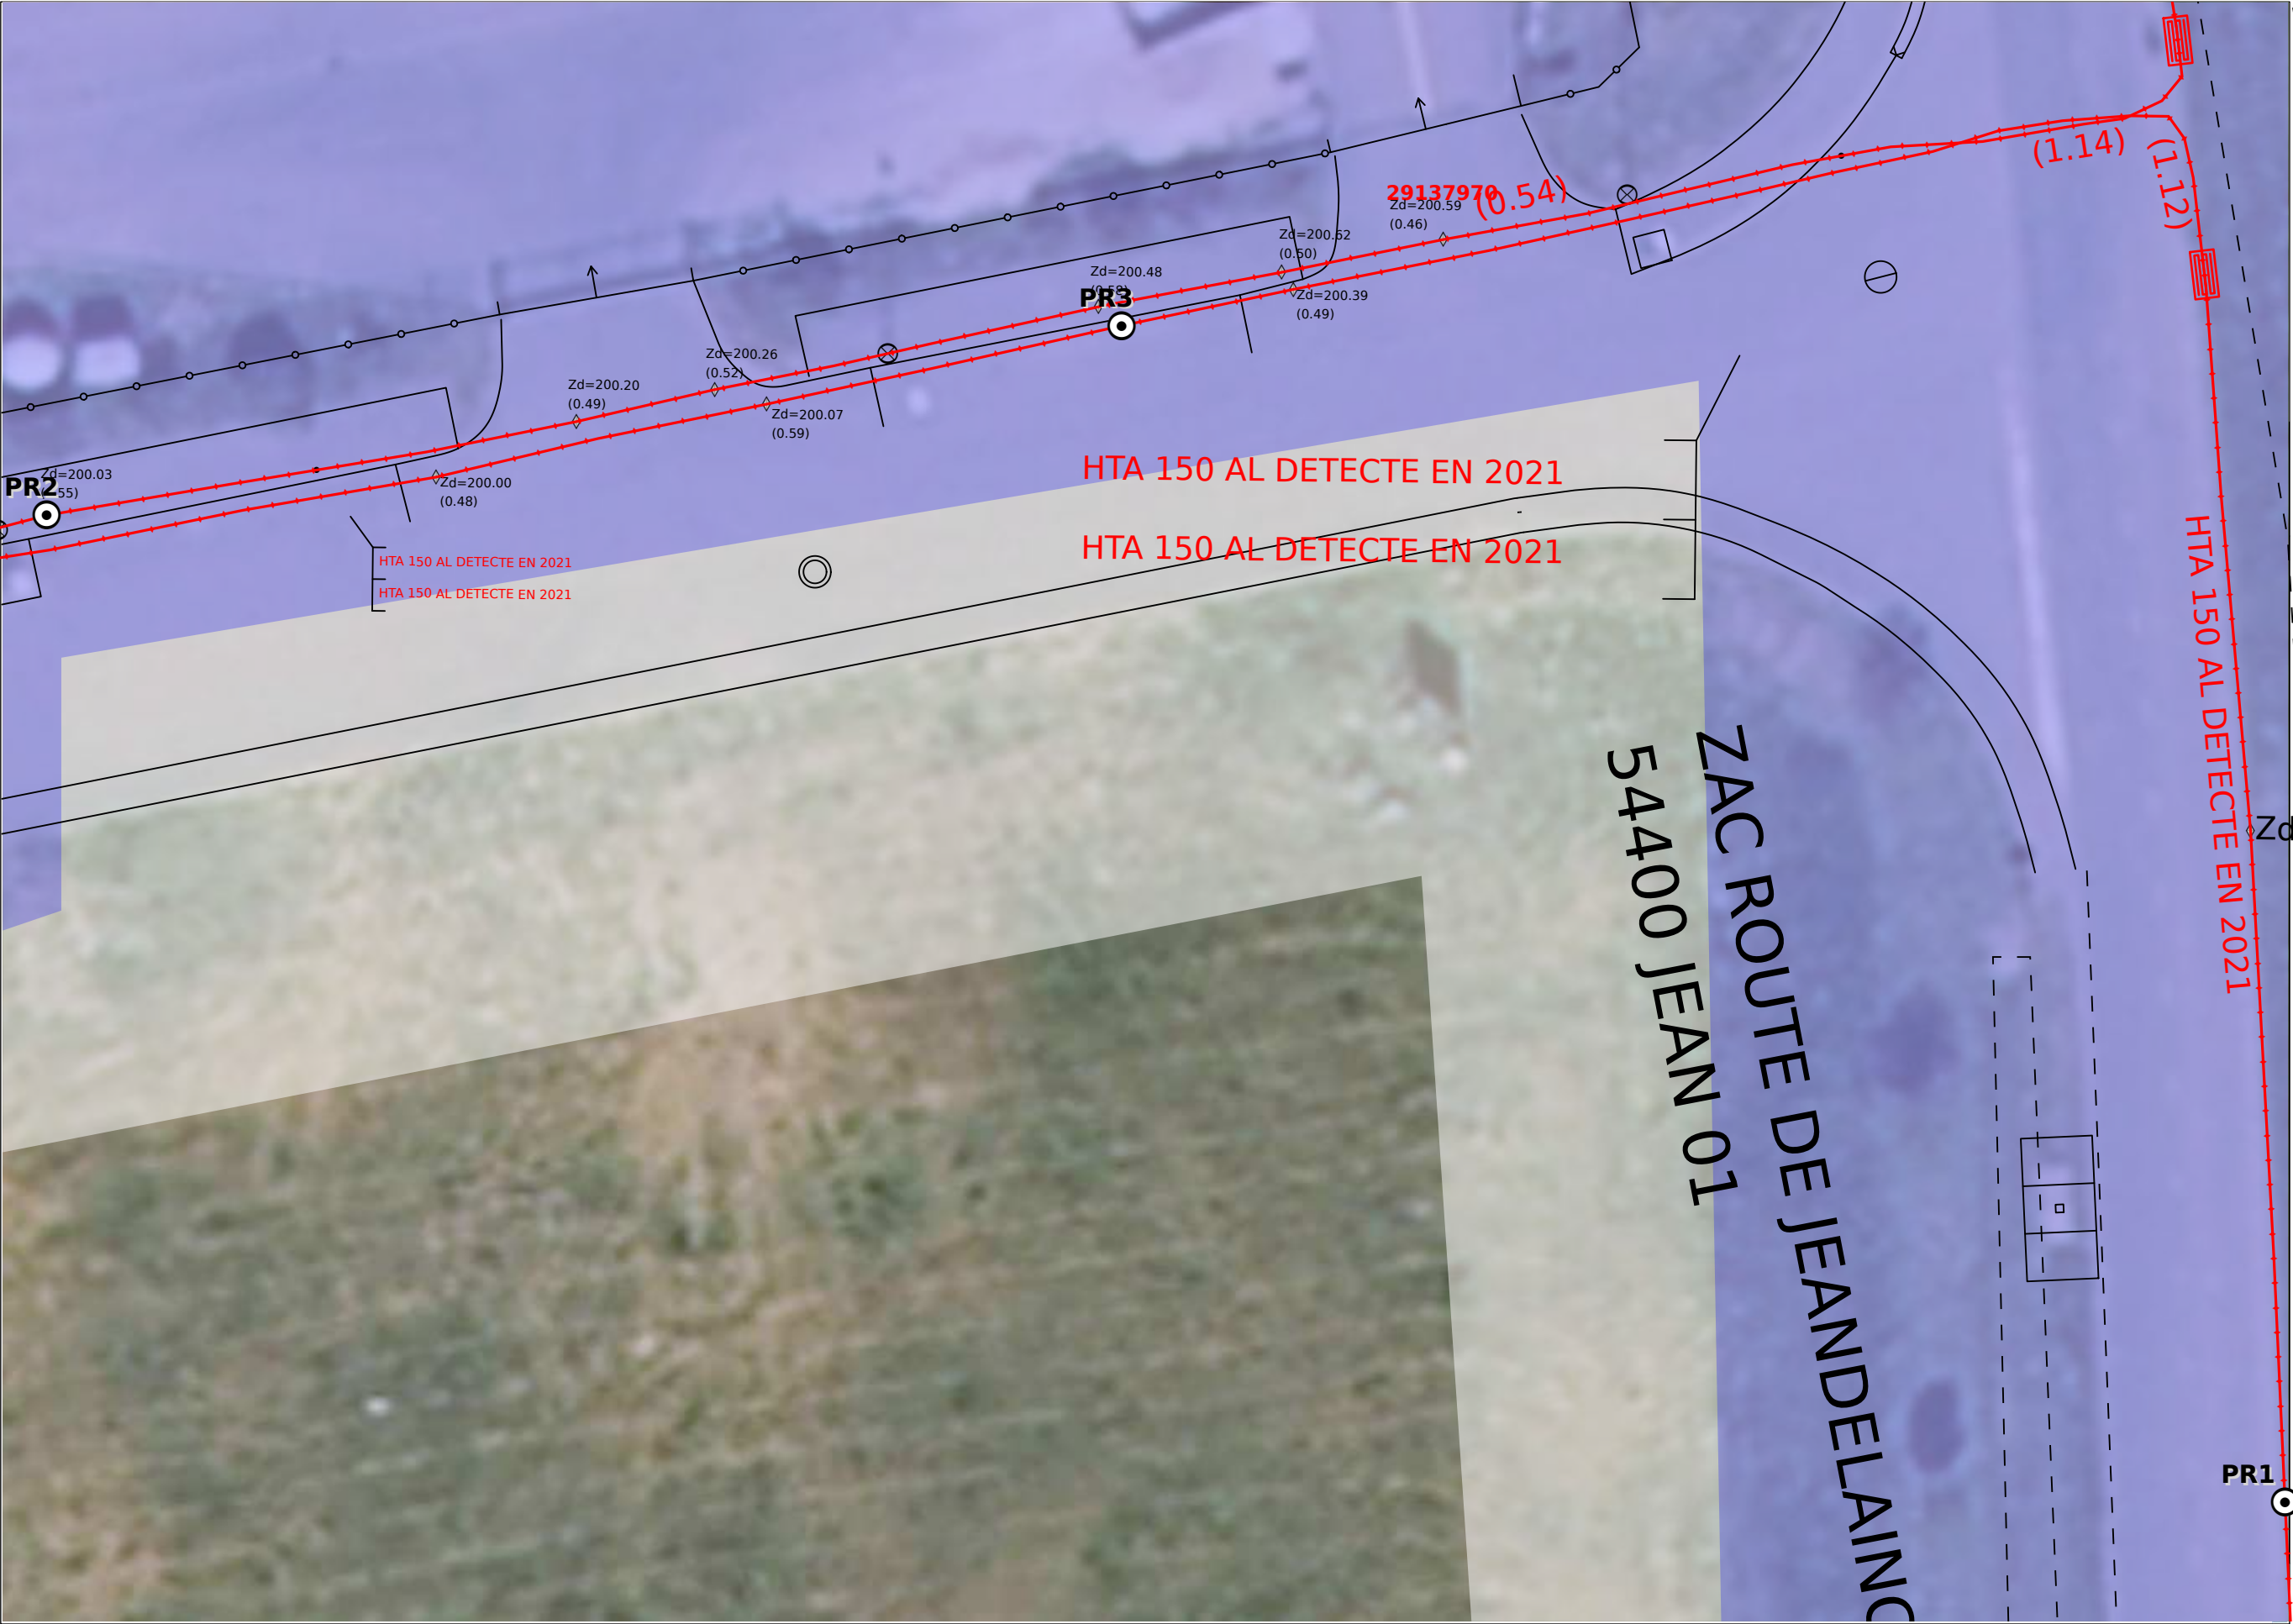 (1.14)
(1.12)
29137970
(0.54)
Zd=200.59
(0.46)
Zd=200.62
(0.50)
Zd=200.48
(0.58)
PR3
Zd=200.39
(0.49)
Zd=200.26
(0.52)
Zd=200.20
(0.49)
Zd=200.07
(0.59)
Zd=200.03
PR2
Zd=200.00
(0.48)
HTA 150 AL DETECTE EN 2021
HTA 150 AL DETECTE EN 2021
HTA 150 AL DETECTE EN 2021
HTA 150 AL DETECTE EN 2021
HTA 150 AL DETECTE EN 2021
Zd
ZAC ROUTE DE JEANDELAINC
54400 JEAN 01
PR1